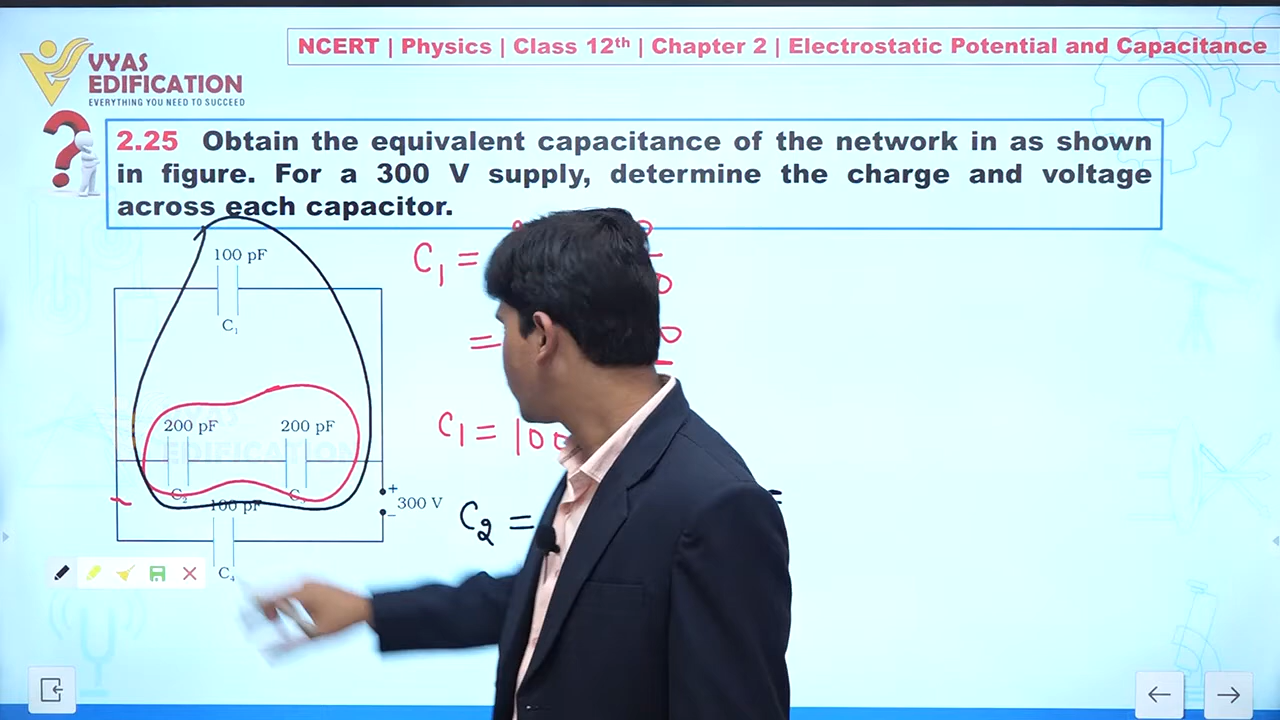 NCERT | Physics | Class 12th | Chapter 2 | Electrostatic Potential and Capacitance
VYAS
EDIFICATION
EVERYTHING YOU NEED TO SUCCEED
2.25 Obtain the equivalent capacitance of the network in as shown
in figure. For a 300 V supply, determine the charge and voltage
across each capacitor.
100 pF
C1
200 pF
200 pF
C2
100 pF
+
300 V
−
C4
C1 =
=
C1 = 100
C2 =